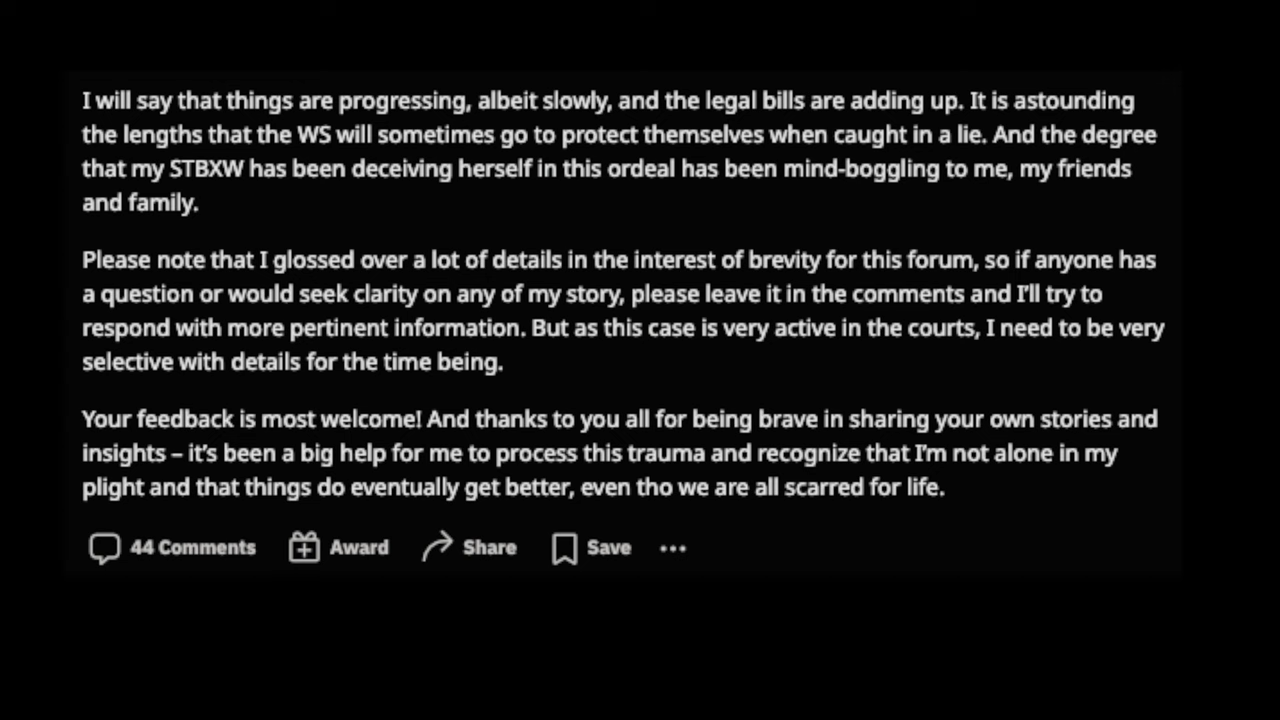 I will say that things are progressing, albeit slowly, and the legal bills are adding up. It is astounding
the lengths that the WS will sometimes go to protect themselves when caught in a lie. And the degree
that my STBXW has been deceiving herself in this ordeal has been mind-boggling to me, my friends
and family.
Please note that I glossed over a lot of details in the interest of brevity for this forum, so if anyone has
a question or would seek clarity on any of my story, please leave it in the comments and I’ll try to
respond with more pertinent information. But as this case is very active in the courts, I need to be very
selective with details for the time being.
Your feedback is most welcome! And thanks to you all for being brave in sharing your own stories and
insights – it’s been a big help for me to process this trauma and recognize that I’m not alone in my
plight and that things do eventually get better, even tho we are all scarred for life.
44 Comments Award Share Save